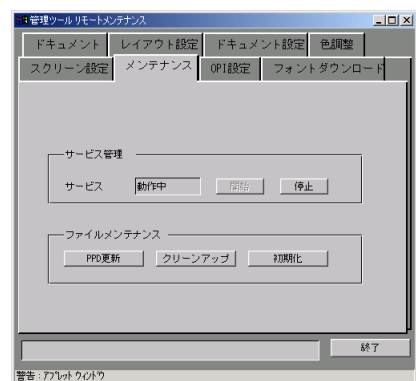 管理ツール リモートメンテナンス
ドキュメント レイアウト設定 ドキュメント設定 色調整
スクリーン設定 メンテナンス OPI設定 フォントダウンロード
サービス管理
サービス 動作中 開始 停止
ファイルメンテナンス
PPD更新 クリーンアップ 初期化
終了
警告 : アプレット ウィンドウ